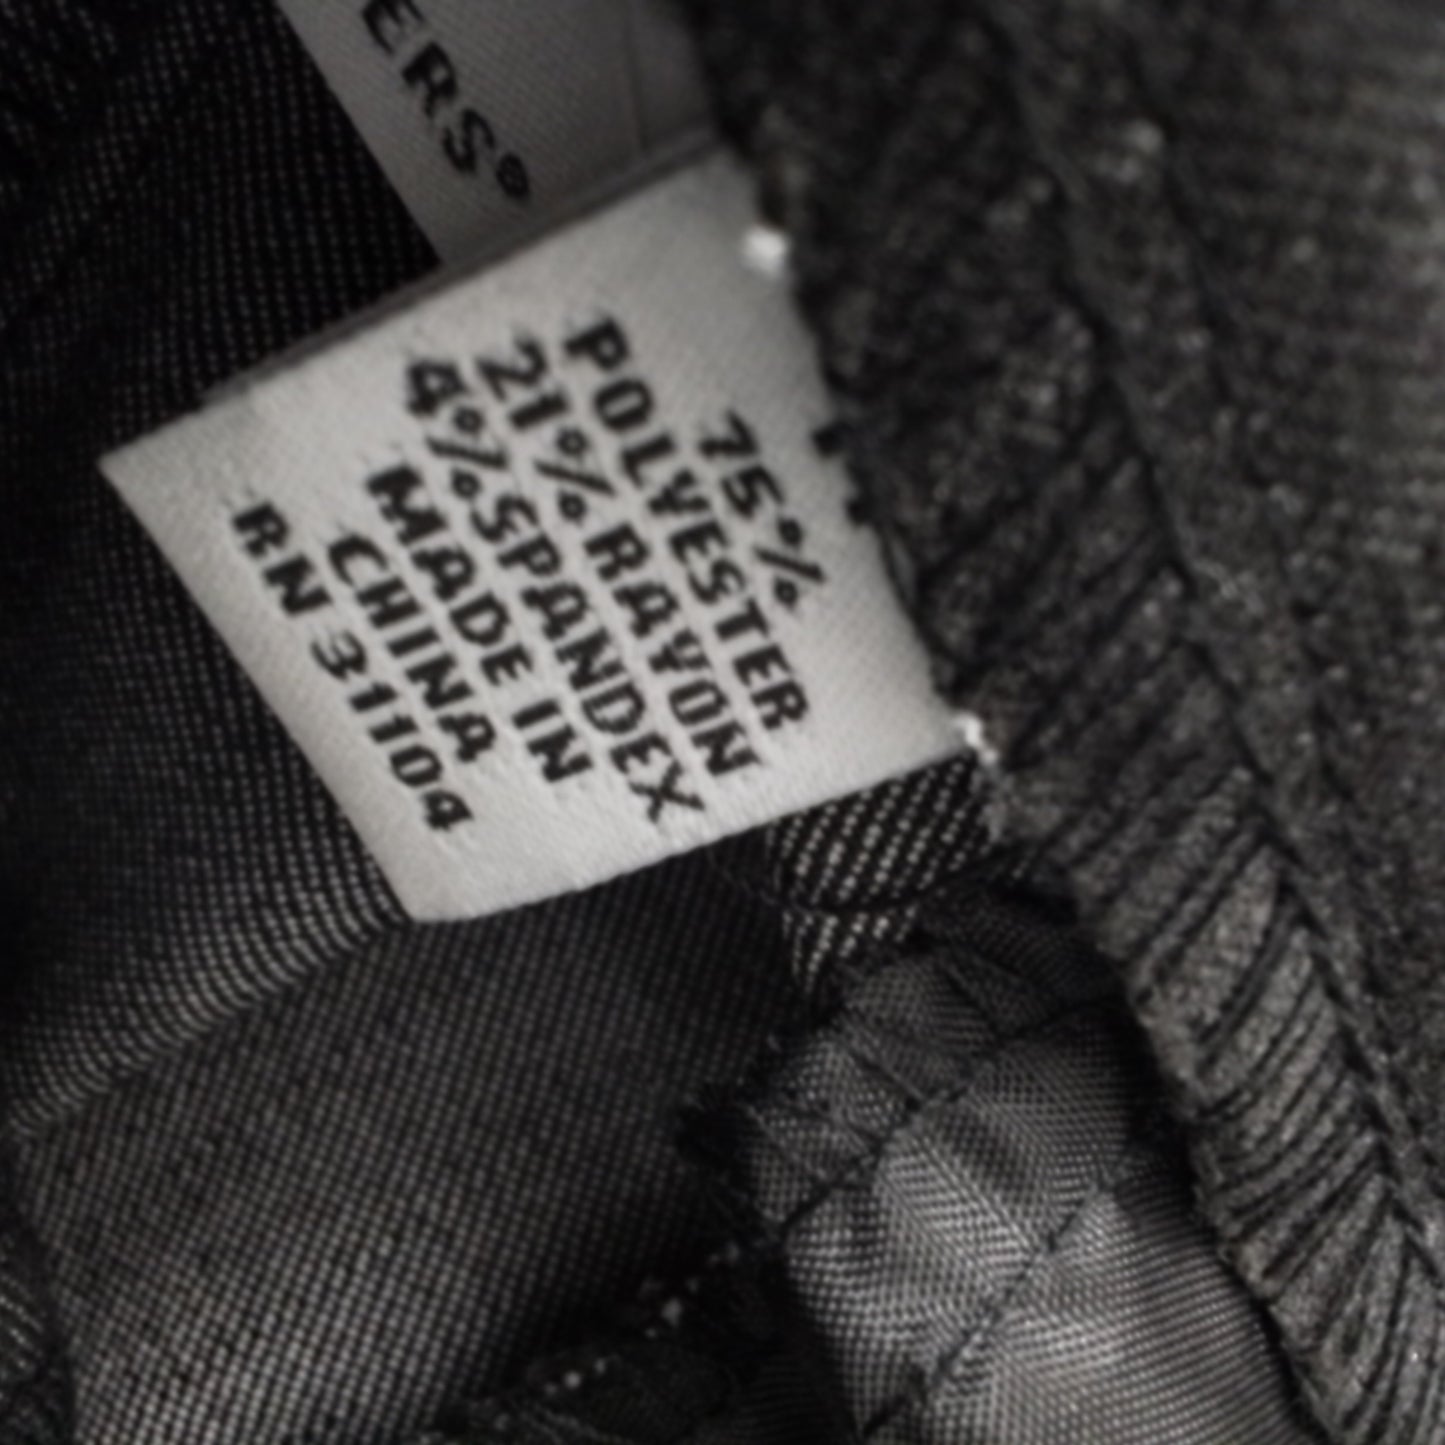 ERS®
75%
POLYESTER
21% RAYON
4% SPANDEX
MADE IN
CHINA
RN 31104